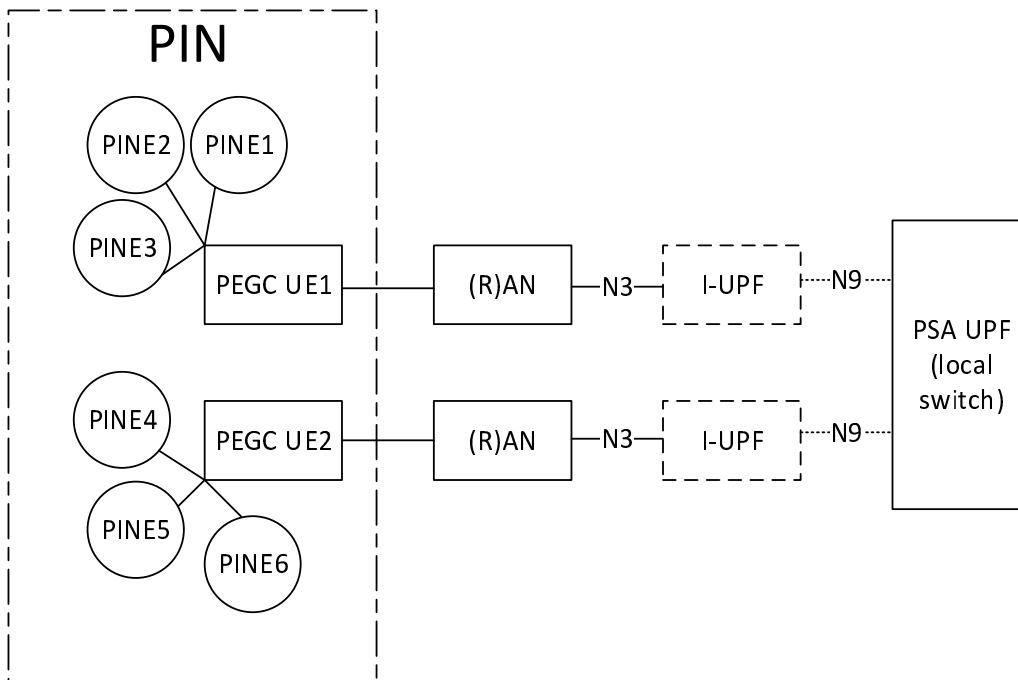 PIN
PINE2
PINE1
PINE3
PEGC UE1
(R)AN
N3
I-UPF
N9
PSA UPF
(local
switch)
PINE4
PEGC UE2
(R)AN
N3
I-UPF
N9
PINE5
PINE6